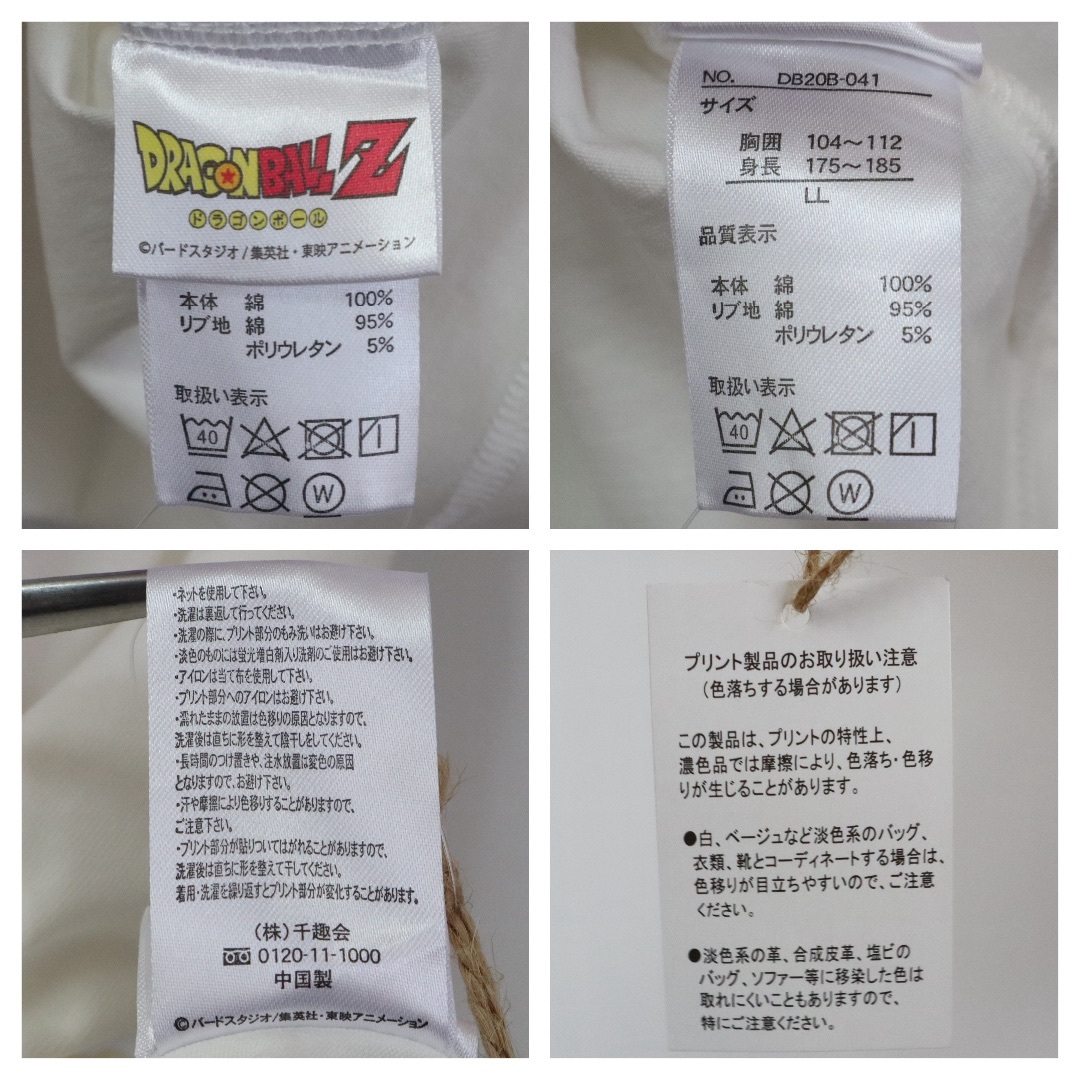 DRAGONBALL Z
ドラゴンボール
©バードスタジオ/集英社・東映アニメーション
本体 綿 100%
リブ地 綿 95%
ポリウレタン 5%
取扱い表示
40
W
NO. DB20B-041
サイズ
胸囲 104～112
身長 175～185
LL
品質表示
本体 綿 100%
リブ地 綿 95%
ポリウレタン 5%
取扱い表示
40
W
・ネットを使用して下さい。
・洗濯は裏返して行ってください。
・洗濯の際に、プリント部分のもみ洗いはお避け下さい。
・淡色のものには蛍光増白剤入り洗剤のご使用はお避け下さい。
・アイロンは当て布を使用して下さい。
・プリント部分へのアイロンはお避け下さい。
・濡れたままの放置は色移りの原因となりますので、
洗濯後は直ちに形を整えて陰干しをしてください。
・長時間のつけ置きや、注水放置は変色の原因
となりますので、お避け下さい。
・汗や摩擦により色移りすることがありますので、
ご注意下さい。
・プリント部分が貼りついてはがれることがありますので、
洗濯後は直ちに形を整えて干してください。
着用・洗濯を繰り返すとプリント部分が変化することがあります。
(株)千趣会
0120-11-1000
中国製
©バードスタジオ/集英社・東映アニメーション
プリント製品のお取り扱い注意
(色落ちする場合があります)
この製品は、プリントの特性上、
濃色品では摩擦により、色落ち・色移
りが生じることがあります。
●白、ベージュなど淡色系のバッグ、
衣類、靴とコーディネートする場合は、
色移りが目立ちやすいので、ご注意
ください。
●淡色系の革、合成皮革、塩ビの
バッグ、ソファー等に移染した色は
取れにくいこともありますので、
特にご注意ください。